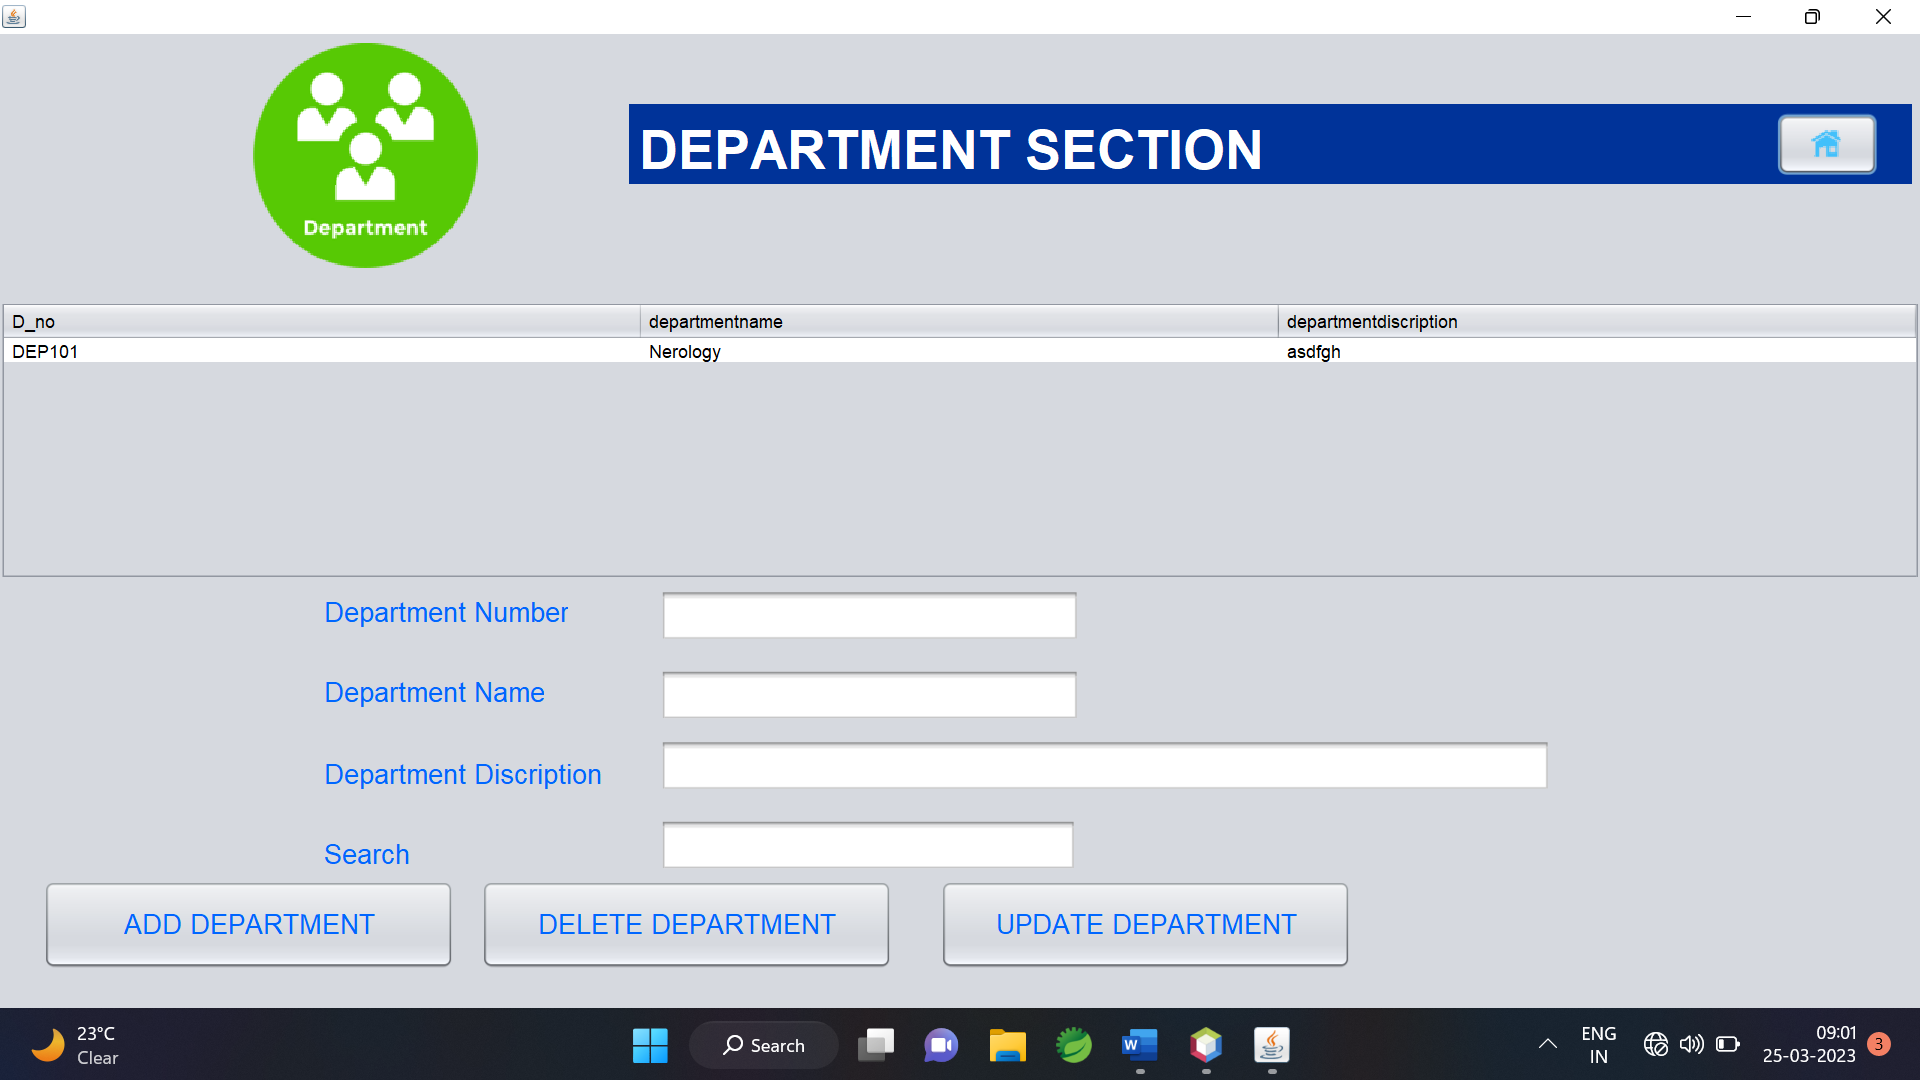 Department
DEPARTMENT SECTION
D_no departmentname departmentdiscription
DEP101 Nerology asdfgh
Department Number
Department Name
Department Discription
Search
ADD DEPARTMENT DELETE DEPARTMENT UPDATE DEPARTMENT
23°C
Clear
Search
W
ENG
IN
09:01
25-03-2023
3